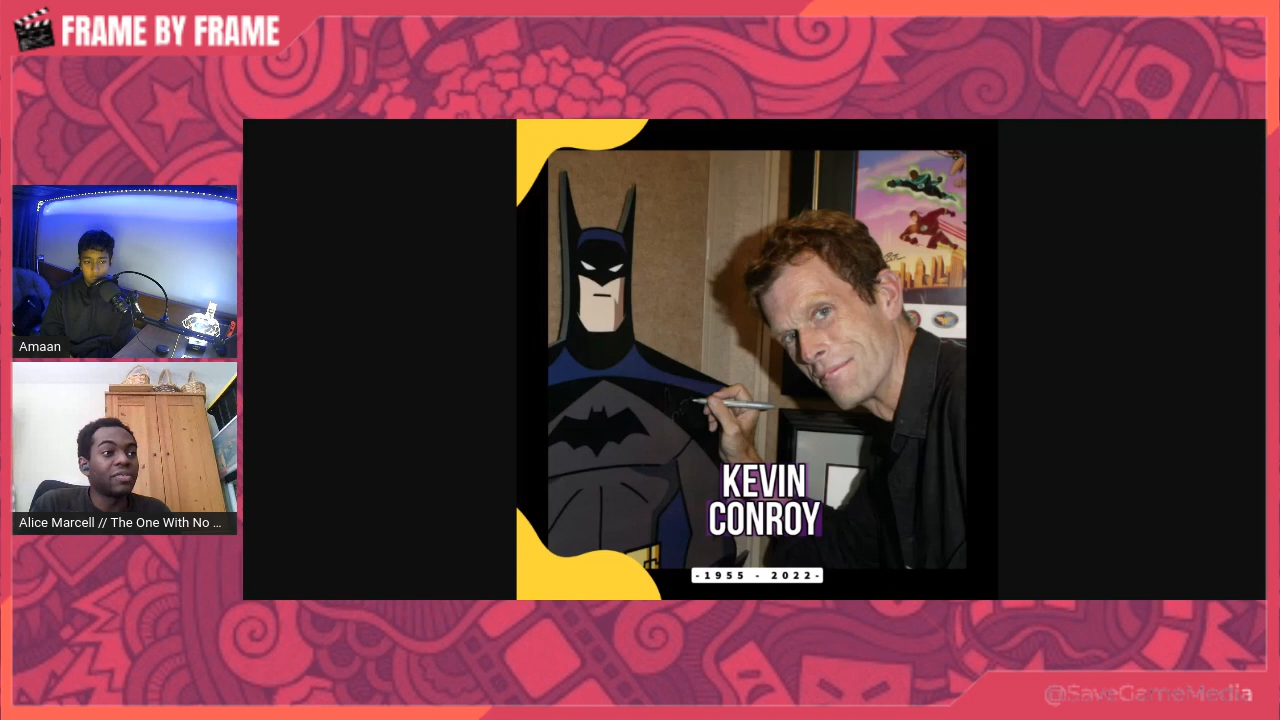 FRAME BY FRAME
Amaan
Alice Marcell // The One With No ...
KEVIN
CONROY
-1955 - 2022-
@SaveGameMedia